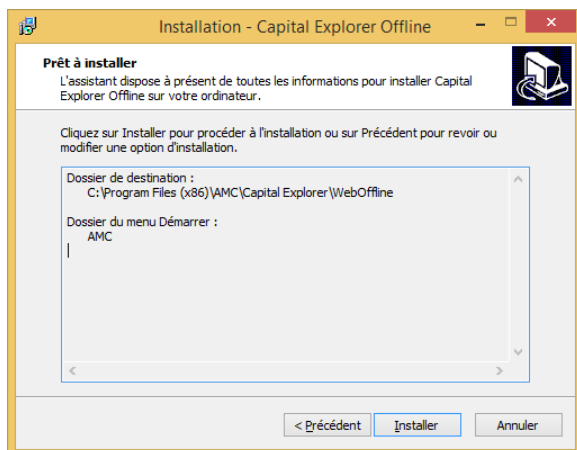 Installation - Capital Explorer Offline
Prêt à installer
L'assistant dispose à présent de toutes les informations pour installer Capital
Explorer Offline sur votre ordinateur.
Cliquez sur Installer pour procéder à l'installation ou sur Précédent pour revoir ou
modifier une option d'installation.
Dossier de destination :
C:\Program Files (x86)\AMC\Capital Explorer\WebOffline
Dossier du menu Démarrer :
AMC
< Précédent
Installer
Annuler